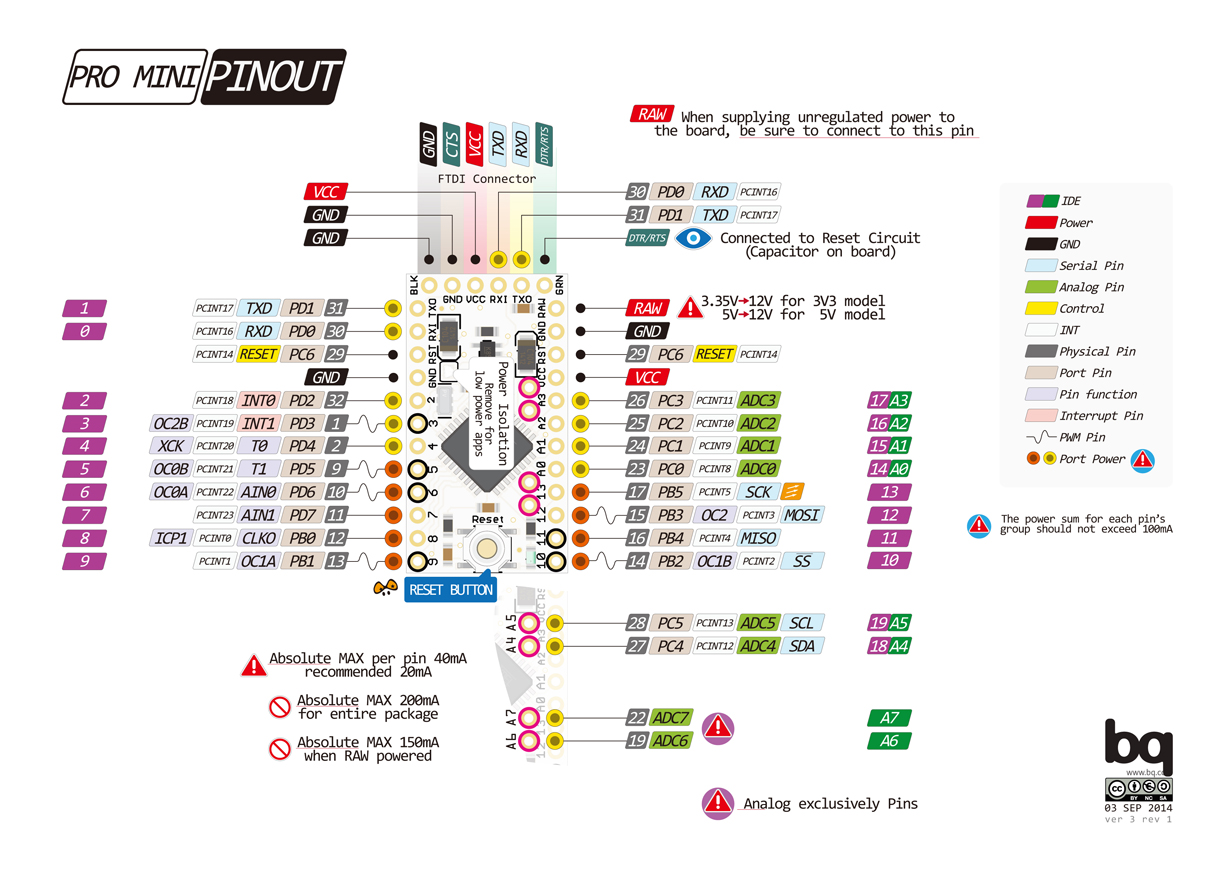 PRO MINI PINOUT
RAW When supplying unregulated power to
the board, be sure to connect to this pin
GND CTS VCC TXD RXD DTR/RTS
FTDI Connector
VCC
GND
GND
30 PD0 RXD PCINT16
31 PD1 TXD PCINT17
DTR/RTS Connected to Reset Circuit
(Capacitor on board)
BLK GND VCC RXI TXO GRN
1 PCINT17 TXD PD1 31 TXO
0 PCINT16 RXD PD0 30 RXI
PCINT14 RESET PC6 29 RST
GND GND
2 PCINT18 INT0 PD2 32 2
3 OC2B PCINT19 INT1 PD3 1 3
4 XCK PCINT20 T0 PD4 2 4
5 OC0B PCINT21 T1 PD5 9 5
6 OC0A PCINT22 AIN0 PD6 10 6
7 PCINT23 AIN1 PD7 11 7
8 ICP1 PCINT0 CLKO PB0 12 8
9 PCINT1 OC1A PB1 13 9
Power Isolation
Remove for
low power apps
Reset
RESET BUTTON
RAW RAW 3.35V→12V for 3V3 model
5V→12V for 5V model
GND GND
RST 29 PC6 RESET PCINT14
VCC VCC
A3 26 PC3 PCINT11 ADC3 17 A3
A2 25 PC2 PCINT10 ADC2 16 A2
A1 24 PC1 PCINT9 ADC1 15 A1
A0 23 PC0 PCINT8 ADC0 14 A0
13 17 PB5 PCINT5 SCK 13
12 15 PB3 OC2 PCINT3 MOSI 12
11 16 PB4 PCINT4 MISO 11
10 14 PB2 OC1B PCINT2 SS 10
A5 28 PC5 PCINT13 ADC5 SCL 19 A5
A4 27 PC4 PCINT12 ADC4 SDA 18 A4
A7 22 ADC7 A7
A6 19 ADC6 A6
VCC RST
A3
A2
A1
A0
13
12
Absolute MAX per pin 40mA
recommended 20mA
Absolute MAX 200mA
for entire package
Absolute MAX 150mA
when RAW powered
Analog exclusively Pins
IDE
Power
GND
Serial Pin
Analog Pin
Control
INT
Physical Pin
Port Pin
Pin function
Interrupt Pin
PWM Pin
Port Power
The power sum for each pin's
group should not exceed 100mA
bq
cc BY NC SA
03 SEP 2014
ver 3 rev 1